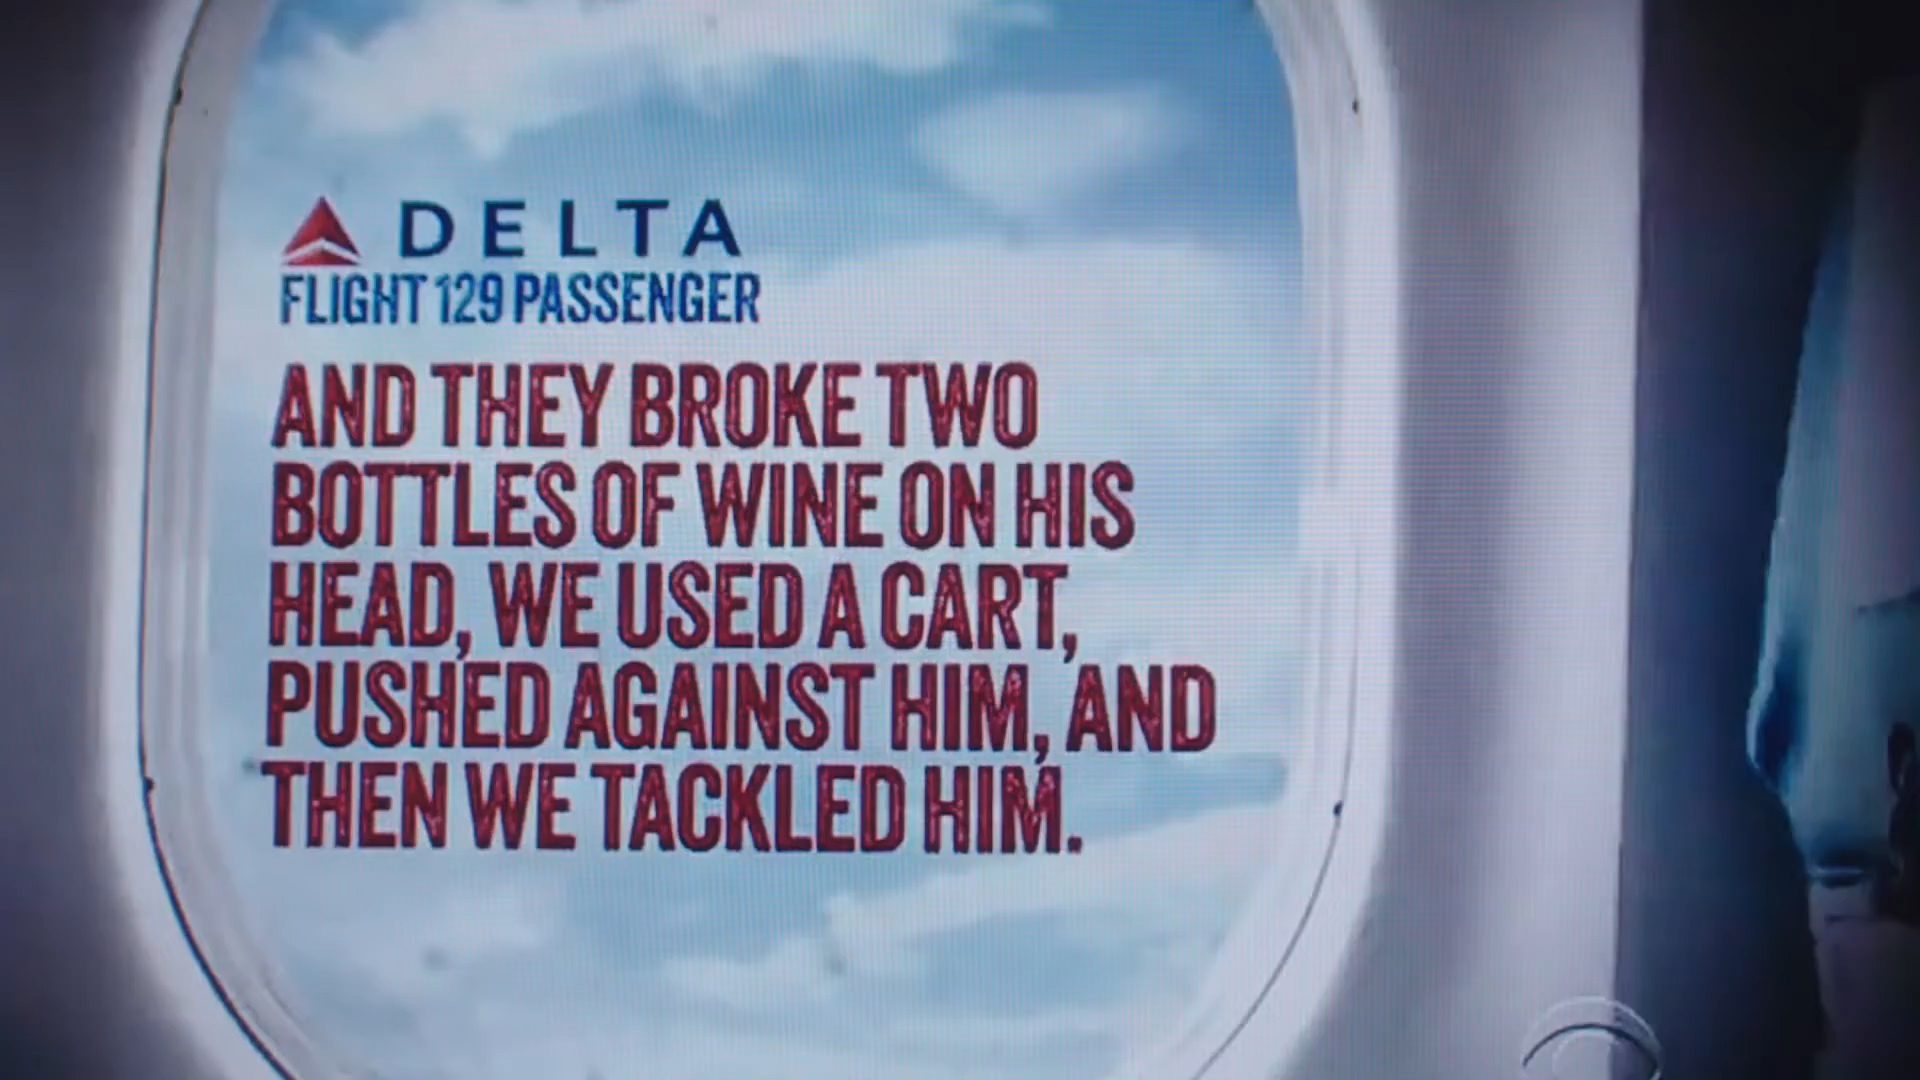 DELTA
FLIGHT 129 PASSENGER
AND THEY BROKE TWO
BOTTLES OF WINE ON HIS
HEAD, WE USED A CART,
PUSHED AGAINST HIM, AND
THEN WE TACKLED HIM.